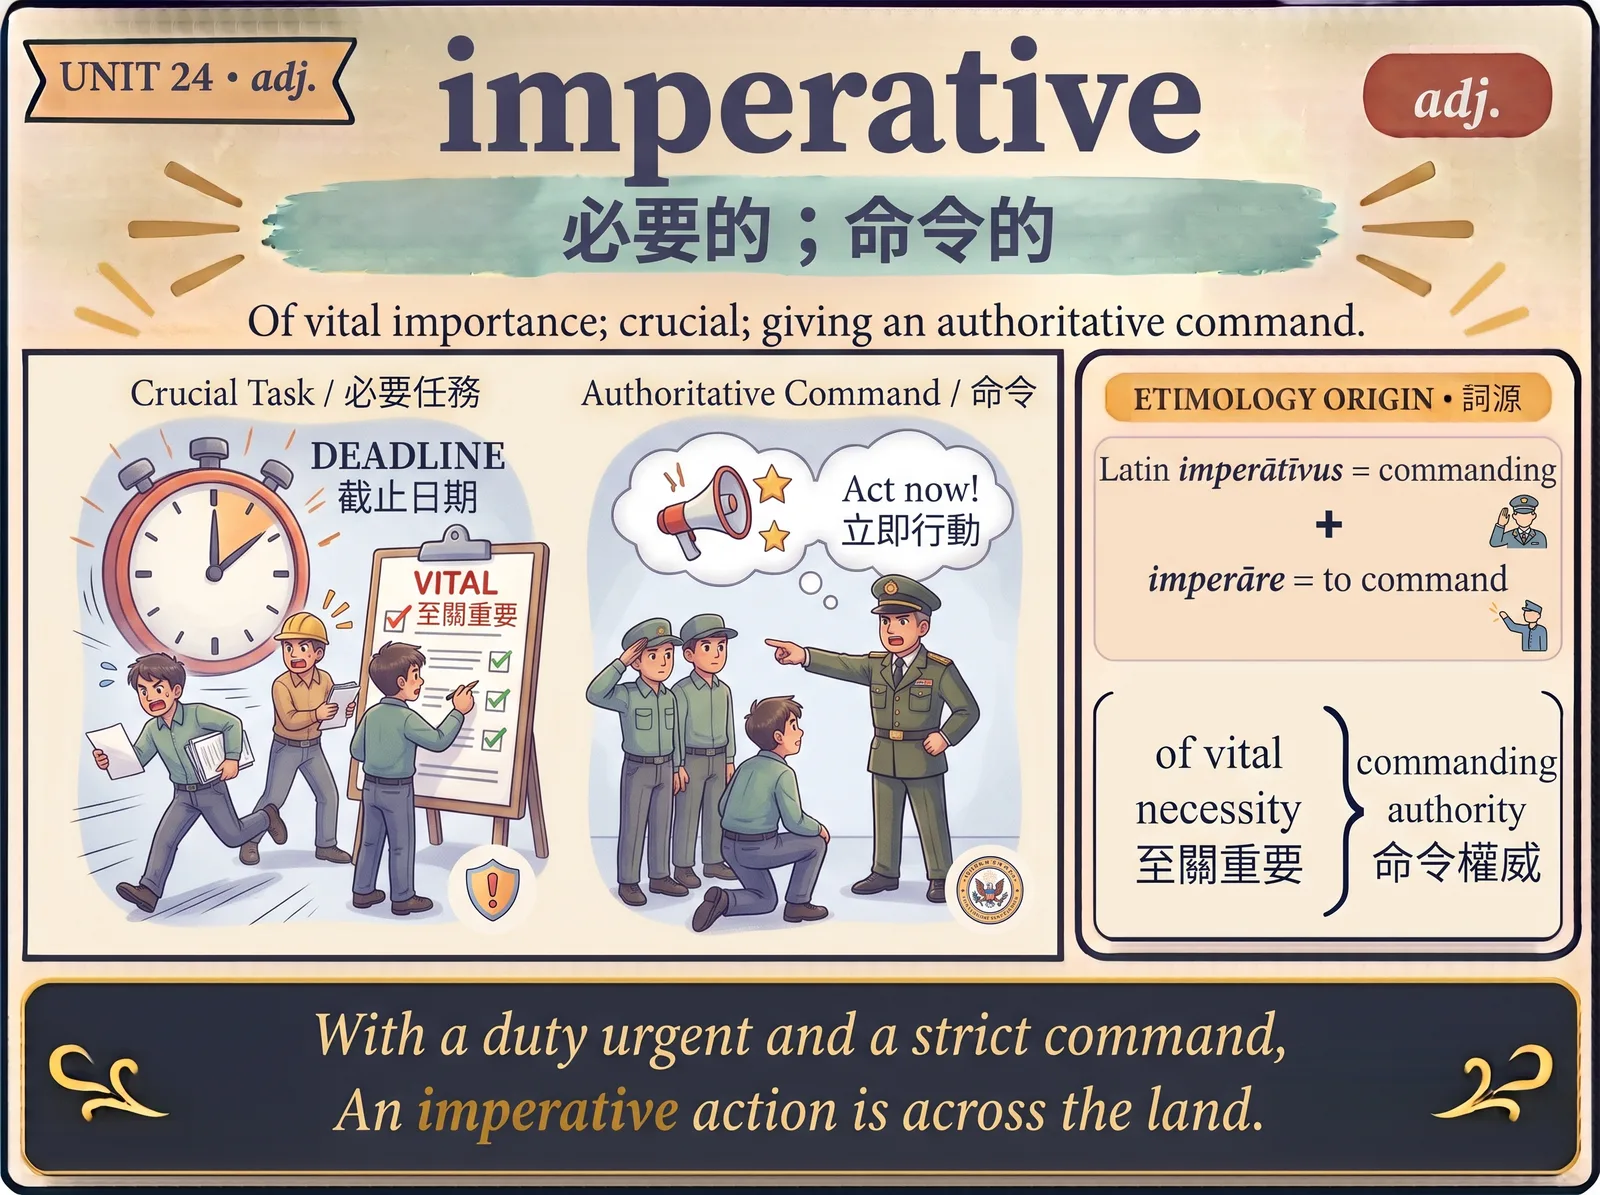 UNIT 24 • adj.
imperative
adj.
必要的；命令的
Of vital importance; crucial; giving an authoritative command.
Crucial Task / 必要任務
DEADLINE
截止日期
VITAL
至關重要
Authoritative Command / 命令
Act now!
立即行動
ETIMOLOGY ORIGIN • 詞源
Latin imperātīvus = commanding
+
imperāre = to command
of vital
necessity
至關重要
commanding
authority
命令權威
With a duty urgent and a strict command,
An imperative action is across the land.